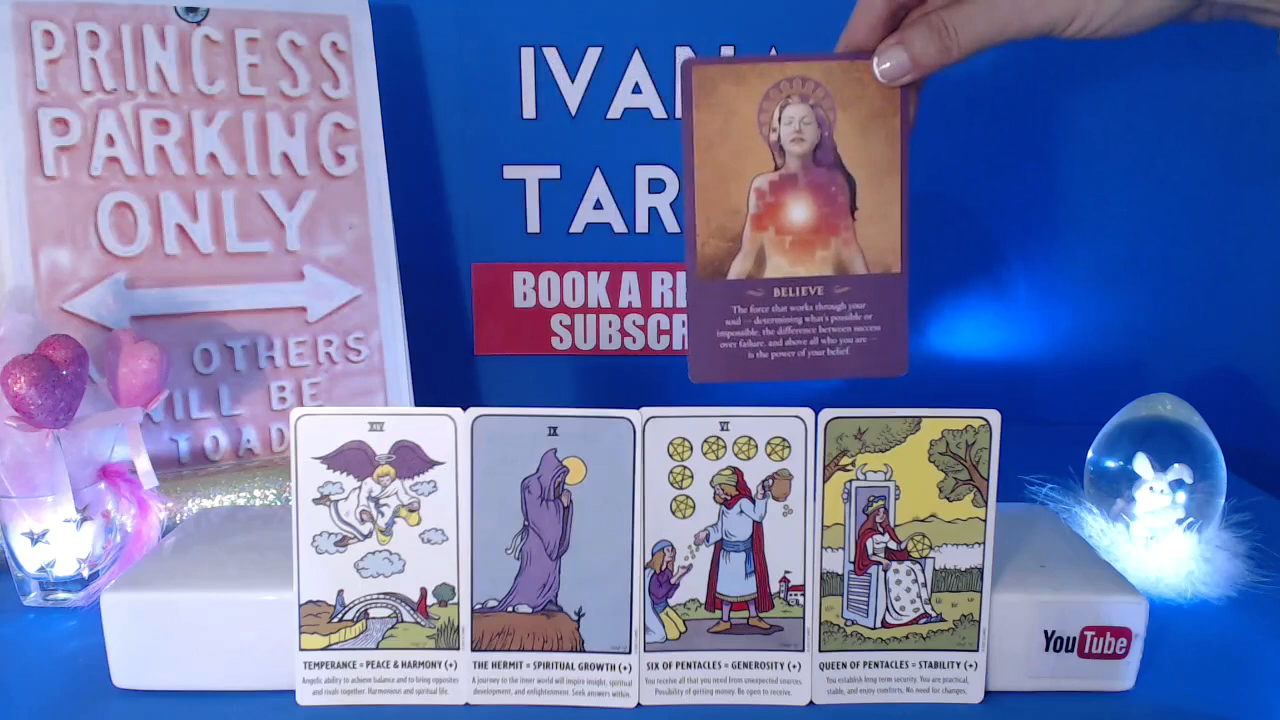 PRINCESS
PARKING
ONLY
OTHERS
WILL BE
TOAD
IVANA
TAR
BOOK A RE
SUBSCR
BELIEVE
The force that works through your
soul — determining what's possible or
impossible, the difference between success
over failure, and above all who you are —
is the power of your belief.
XIV
TEMPERANCE = PEACE & HARMONY (+)
Angelic ability to achieve balance and to bring opposites
and rivals together. Harmonious and spiritual life.
IX
THE HERMIT = SPIRITUAL GROWTH (+)
A journey to the inner world will inspire insight, spiritual
development, and enlightenment. Seek answers within.
VI
SIX OF PENTACLES = GENEROSITY (+)
You receive all that you need from unexpected sources.
Possibility of getting money. Be open to receive.
QUEEN OF PENTACLES = STABILITY (+)
You establish long term security. You are practical,
stable, and enjoy comforts. No need for changes.
YouTube